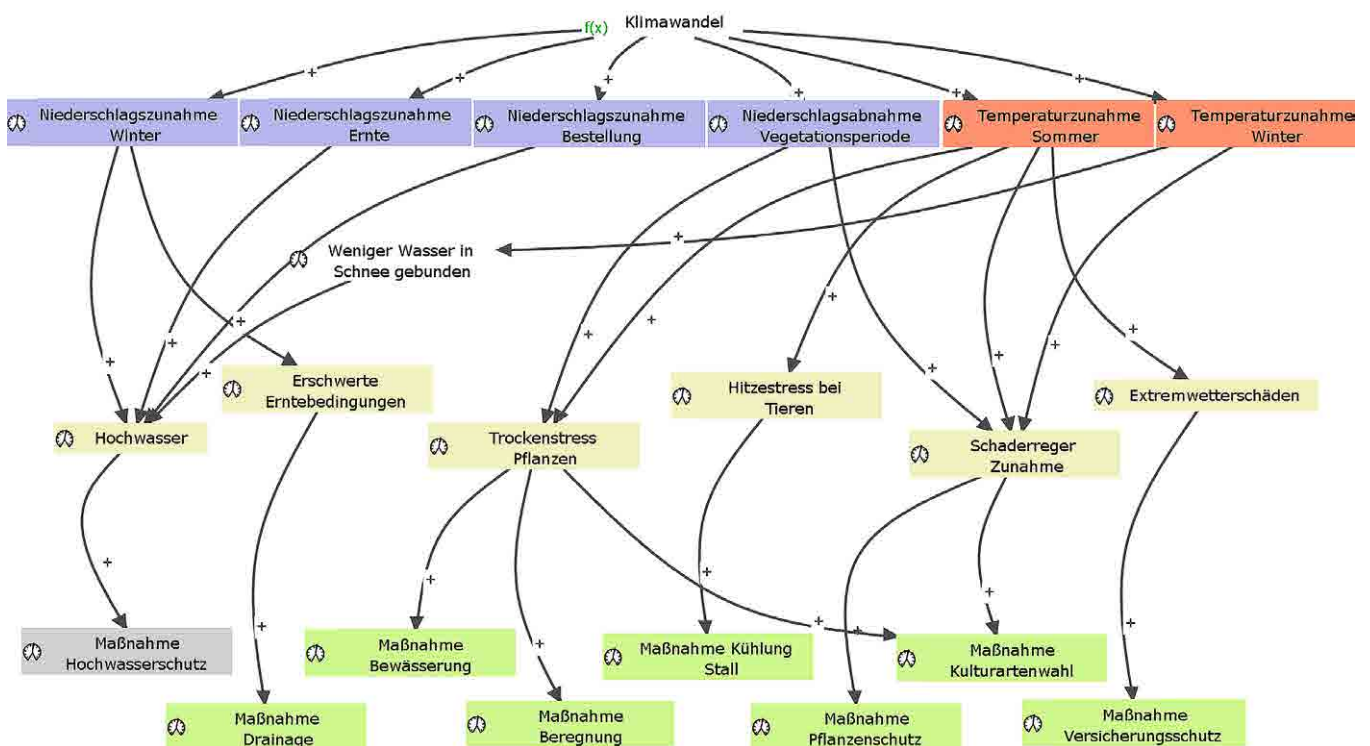 f(x) Klimawandel
+ + + + + +
Niederschlagszunahme
Winter
Niederschlagszunahme
Ernte
Niederschlagszunahme
Bestellung
Niederschlagsabnahme
Vegetationsperiode
Temperaturzunahme
Sommer
Temperaturzunahme
Winter
+
Weniger Wasser in
Schnee gebunden
+
+ + + + + + + + + +
Erschwerte
Erntebedingungen
Hitzestress bei
Tieren
Extremwetterschäden
+ +
Hochwasser
Trockenstress
Pflanzen
Schaderreger
Zunahme
+ + + +
+ + + + +
Maßnahme
Hochwasserschutz
Maßnahme
Bewässerung
Maßnahme Kühlung
Stall
Maßnahme
Kulturartenwahl
Maßnahme
Drainage
Maßnahme
Beregnung
Maßnahme
Pflanzenschutz
Maßnahme
Versicherungsschutz